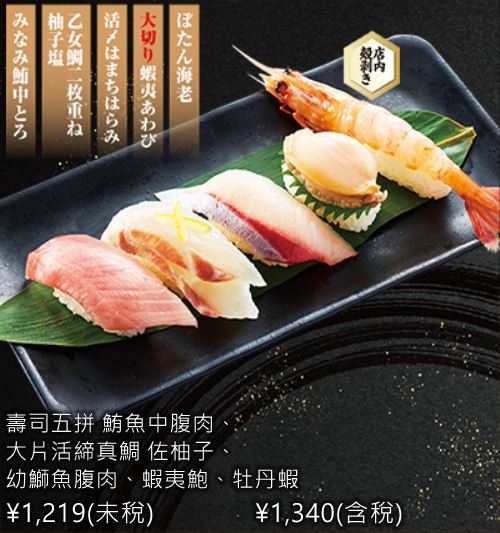 ぼたん海老
大切り蝦夷あわび
活〆はまちはらみ
乙女鯛二枚重ね
柚子塩
みなみ鮪中とろ
店内
殻剥き
壽司五拼 鮪魚中腹肉、
大片活締真鯛 佐柚子、
幼鰤魚腹肉、蝦夷鮑、牡丹蝦
¥1,219(未稅) ¥1,340(含稅)